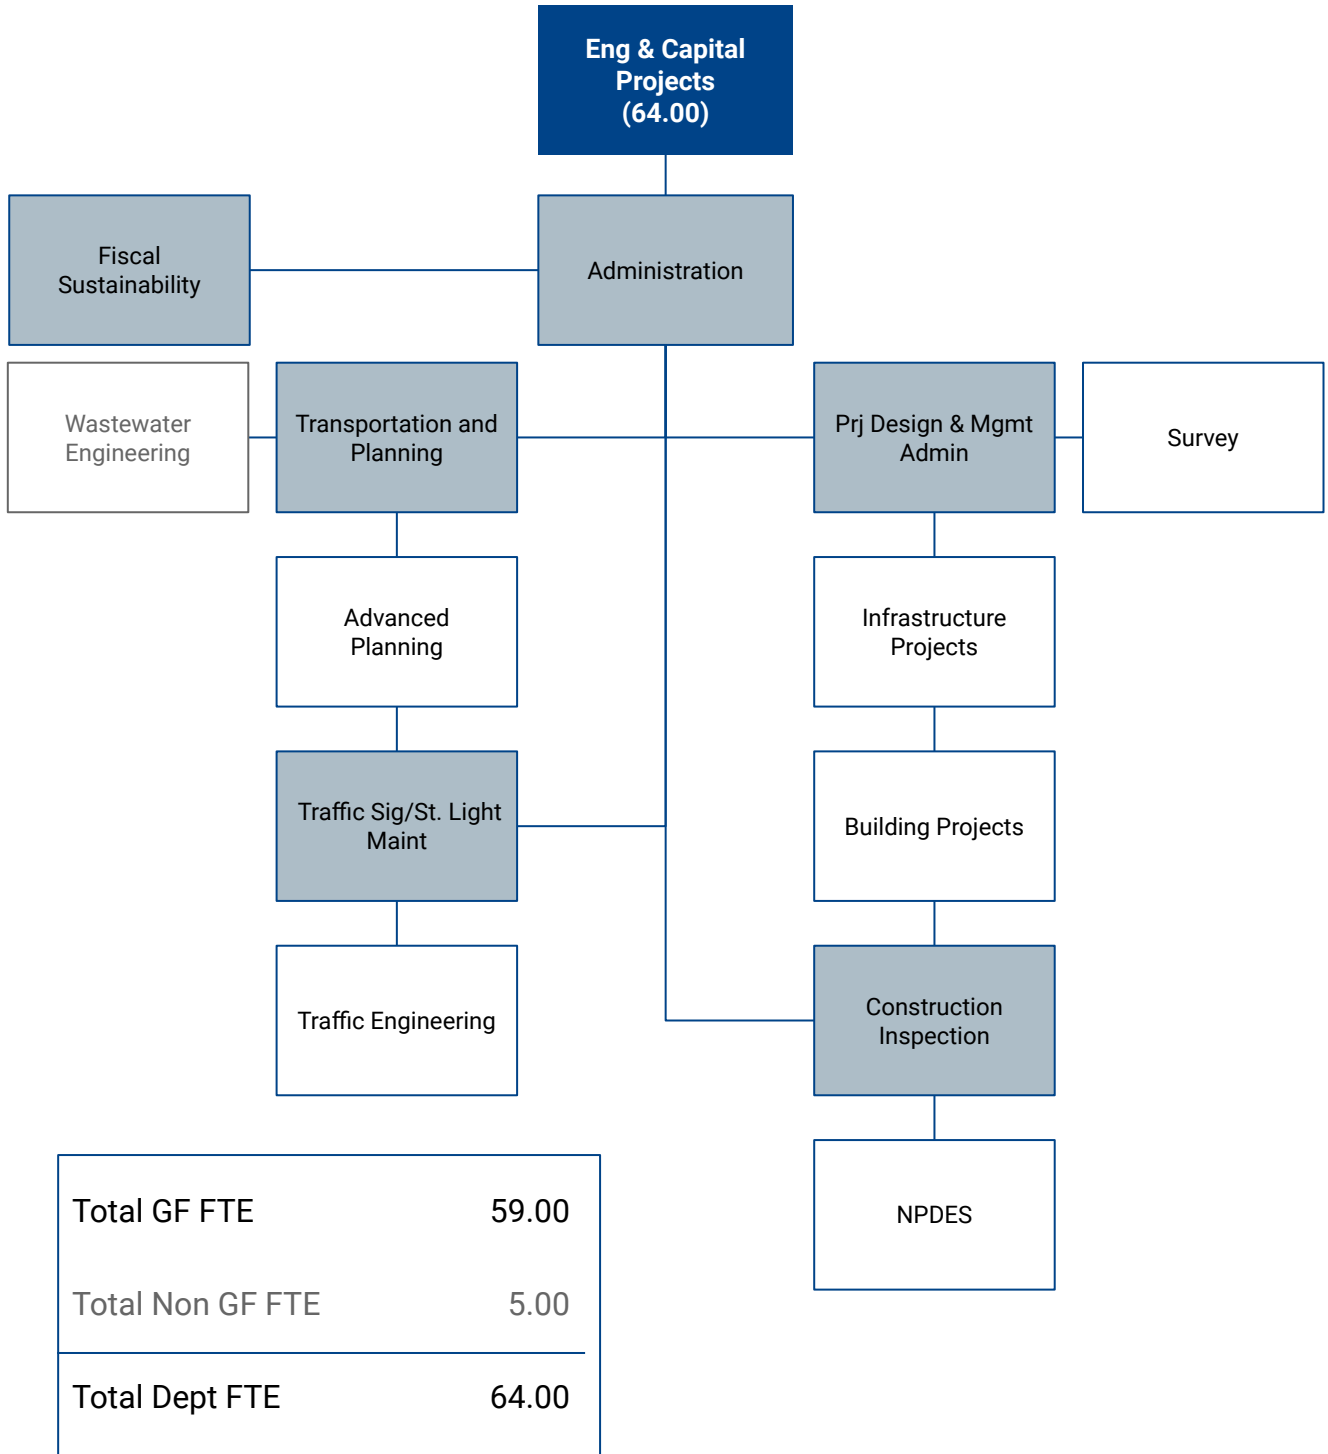 Eng & Capital
Projects
(64.00)
Fiscal
Sustainability
Administration
Wastewater
Engineering
Transportation and
Planning
Prj Design & Mgmt
Admin
Survey
Advanced
Planning
Infrastructure
Projects
Traffic Sig/St. Light
Maint
Building Projects
Traffic Engineering
Construction
Inspection
NPDES
Total GF FTE 59.00
Total Non GF FTE 5.00
Total Dept FTE 64.00